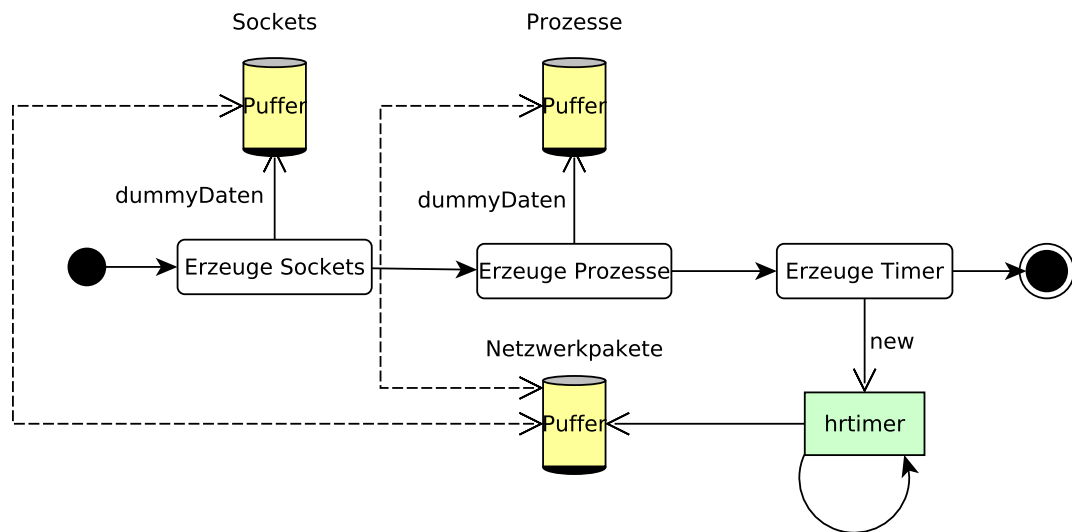 Sockets
Prozesse
Puffer
Puffer
dummyDaten
dummyDaten
Erzeuge Sockets
Erzeuge Prozesse
Erzeuge Timer
new
Netzwerkpakete
Puffer
hrtimer